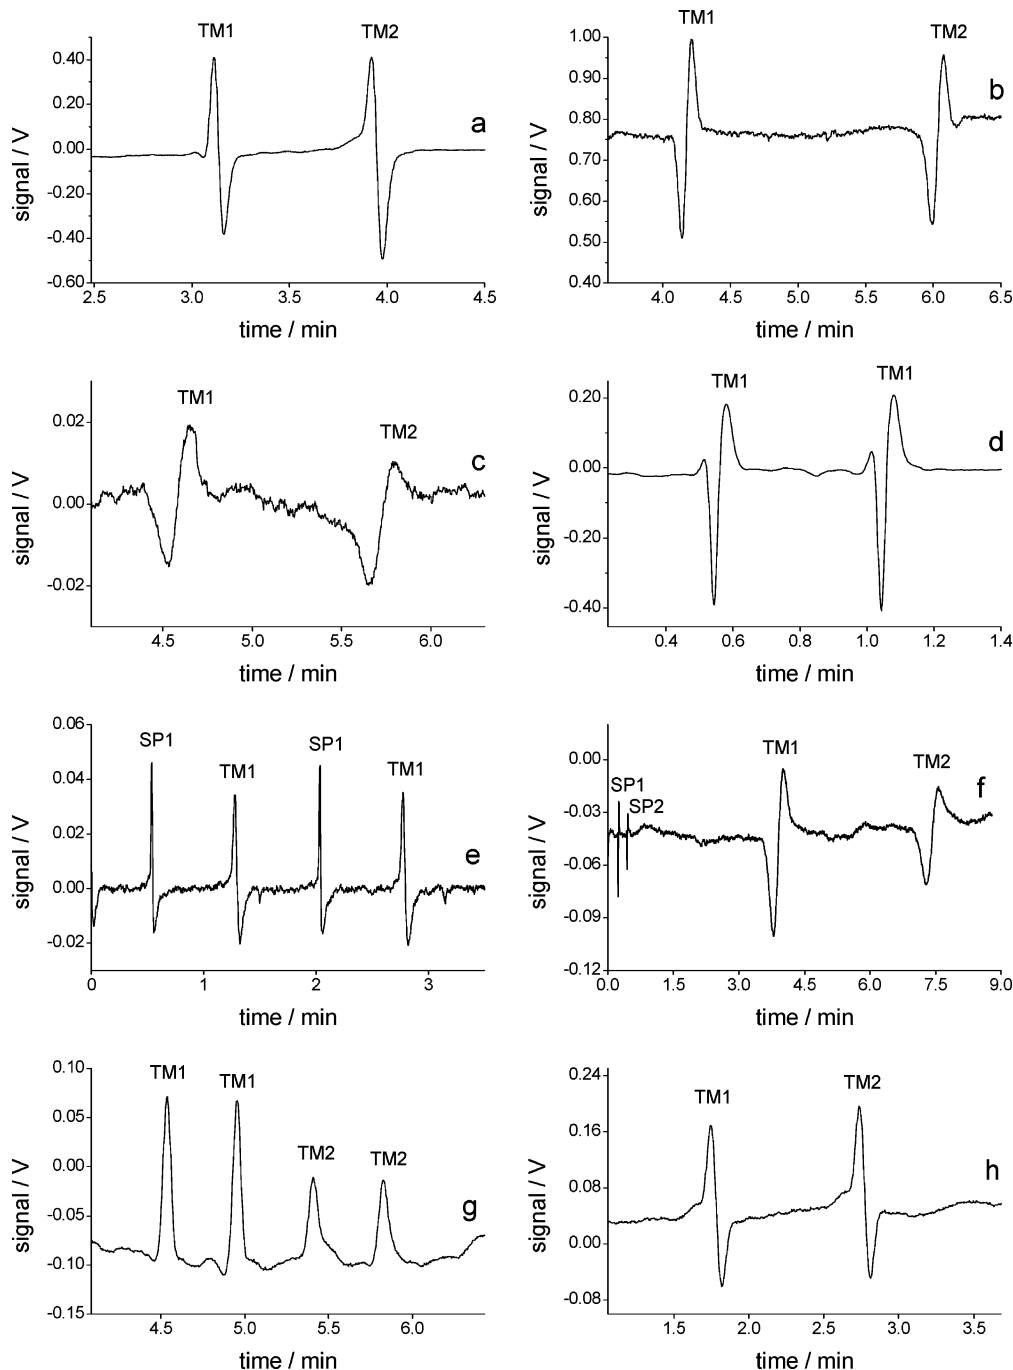 TM1 TM2
0.40
0.20
0.00
-0.20
-0.40
-0.60
signal / V
a
2.5 3.0 3.5 4.0 4.5
time / min
TM1 TM2
1.00
0.90
0.80
0.70
0.60
0.50
0.40
signal / V
b
4.0 4.5 5.0 5.5 6.0 6.5
time / min
TM1 TM2
0.02
0.00
-0.02
signal / V
c
4.5 5.0 5.5 6.0
time / min
TM1 TM1
0.20
0.00
-0.20
-0.40
signal / V
d
0.4 0.6 0.8 1.0 1.2 1.4
time / min
SP1 TM1 SP1 TM1
0.06
0.04
0.02
0.00
-0.02
signal / V
e
0 1 2 3
time / min
TM1 TM2
SP1
SP2
0.00
-0.03
-0.06
-0.09
-0.12
signal / V
f
0.0 1.5 3.0 4.5 6.0 7.5 9.0
time / min
TM1 TM1 TM2 TM2
0.10
0.05
0.00
-0.05
-0.10
-0.15
signal / V
g
4.5 5.0 5.5 6.0
time / min
TM1 TM2
0.24
0.16
0.08
0.00
-0.08
signal / V
h
1.5 2.0 2.5 3.0 3.5
time / min